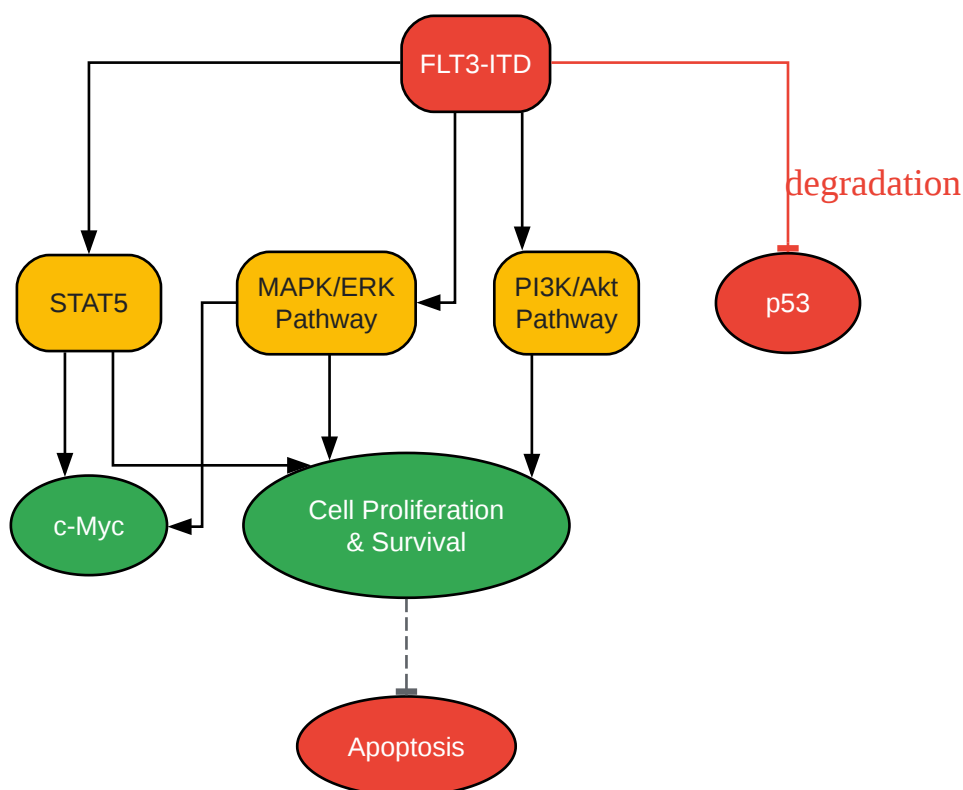 FLT3-ITD
degradation
STAT5
MAPK/ERK
Pathway
PI3K/Akt
Pathway
p53
c-Myc
Cell Proliferation
& Survival
Apoptosis